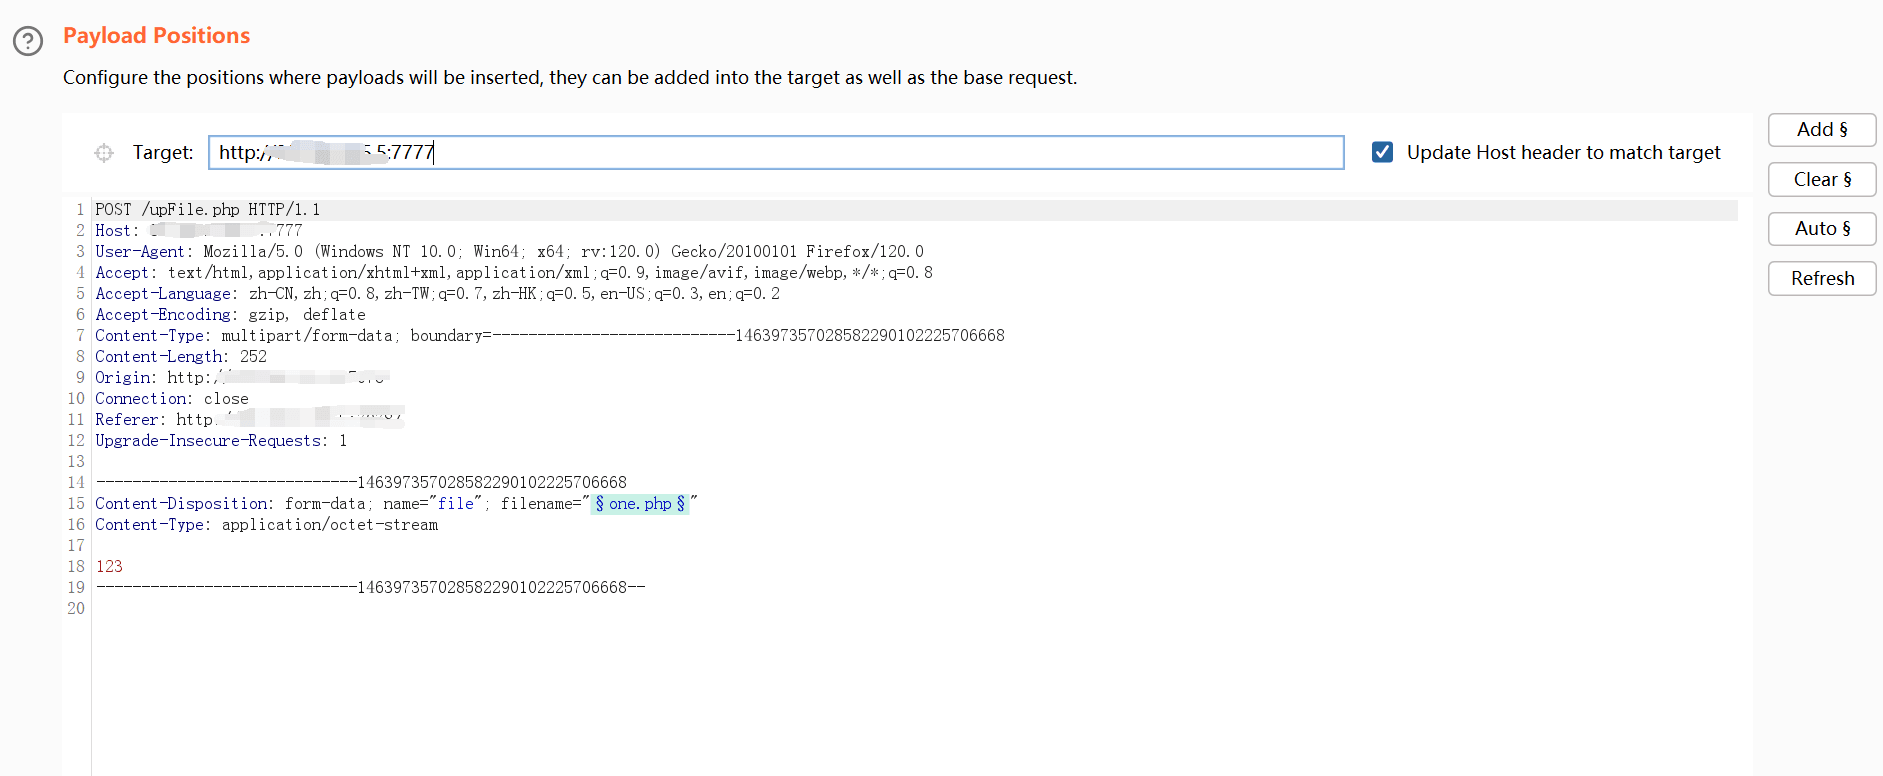 Payload Positions
Configure the positions where payloads will be inserted, they can be added into the target as well as the base request.
Target: http:// 5.5:7777
Update Host header to match target
Add §
Clear §
Auto §
Refresh
1 POST /upFile.php HTTP/1.1
2 Host: :7777
3 User-Agent: Mozilla/5.0 (Windows NT 10.0; Win64; x64; rv:120.0) Gecko/20100101 Firefox/120.0
4 Accept: text/html,application/xhtml+xml,application/xml;q=0.9,image/avif,image/webp,*/*;q=0.8
5 Accept-Language: zh-CN,zh;q=0.8,zh-TW;q=0.7,zh-HK;q=0.5,en-US;q=0.3,en;q=0.2
6 Accept-Encoding: gzip, deflate
7 Content-Type: multipart/form-data; boundary=---------------------------146397357028582290102225706668
8 Content-Length: 252
9 Origin: http:/
10 Connection: close
11 Referer: http:
12 Upgrade-Insecure-Requests: 1
13
14 -----------------------------146397357028582290102225706668
15 Content-Disposition: form-data; name="file"; filename="§one.php§"
16 Content-Type: application/octet-stream
17
18 123
19 -----------------------------146397357028582290102225706668--
20